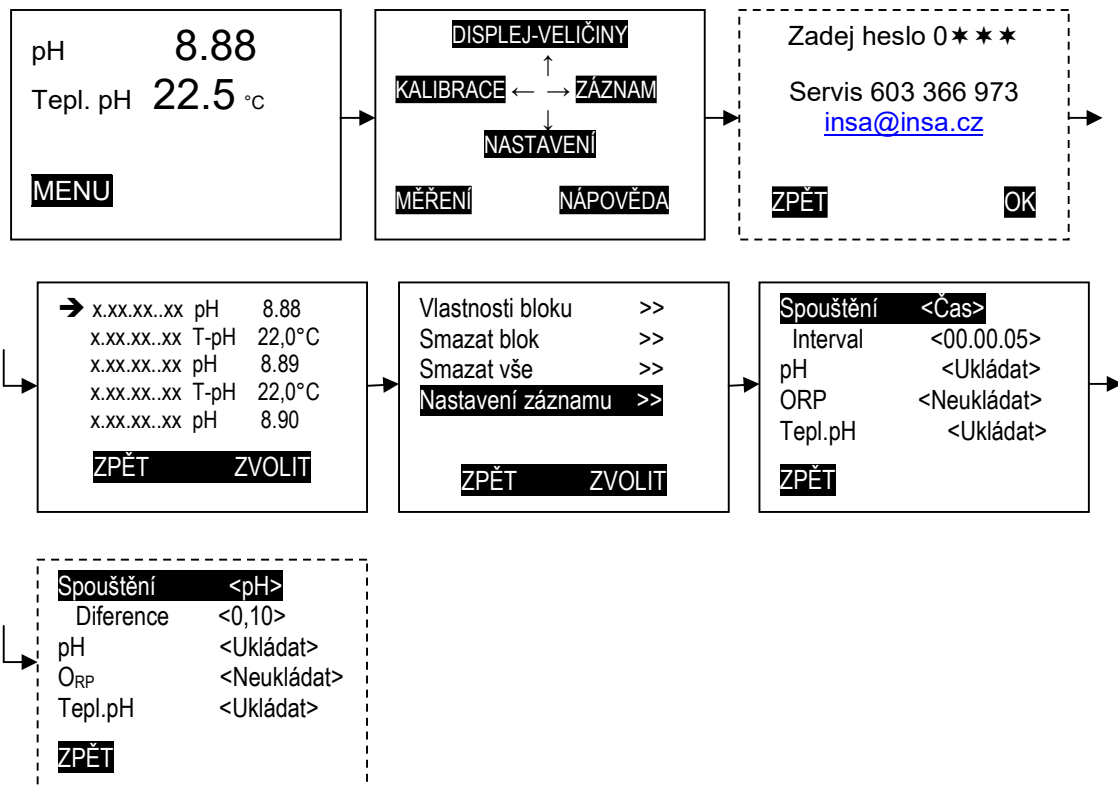 pH 8.88
Tepl. pH 22.5 °C
MENU
DISPLEJ-VELIČINY
↑
KALIBRACE ← → ZÁZNAM
↓
NASTAVENÍ
MĚŘENÍ NÁPOVĚDA
Zadej heslo 0✶✶✶
Servis 603 366 973
insa@insa.cz
ZPĚT OK
➔ x.xx.xx..xx pH 8.88
x.xx.xx..xx T-pH 22,0°C
x.xx.xx..xx pH 8.89
x.xx.xx..xx T-pH 22,0°C
x.xx.xx..xx pH 8.90
ZPĚT ZVOLIT
Vlastnosti bloku >>
Smazat blok >>
Smazat vše >>
Nastavení záznamu >>
ZPĚT ZVOLIT
Spouštění <Čas>
Interval <00.00.05>
pH <Ukládat>
ORP <Neukládat>
Tepl.pH <Ukládat>
ZPĚT
Spouštění <pH>
Diference <0,10>
pH <Ukládat>
ORP <Neukládat>
Tepl.pH <Ukládat>
ZPĚT